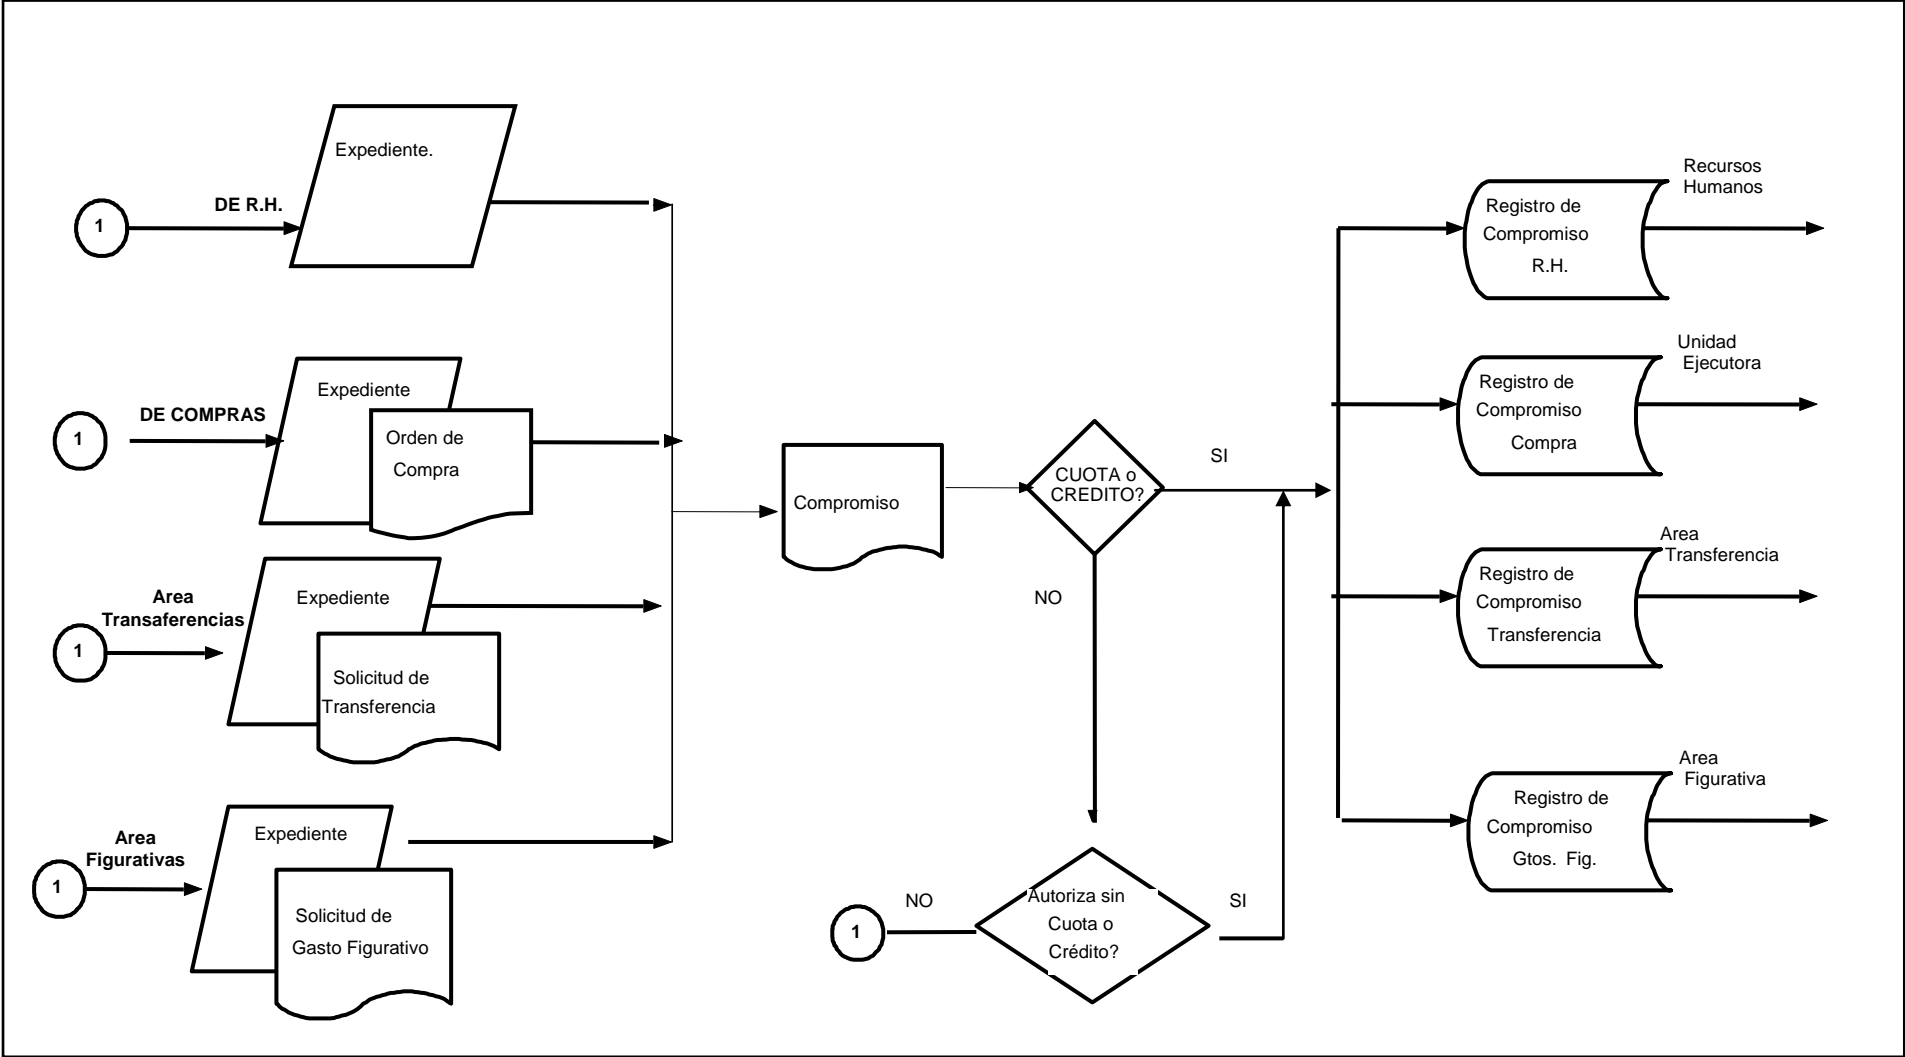 Expediente.
DE R.H.
1
Expediente
DE COMPRAS
1
Orden de
Compra
Area
Transaferencias
1
Expediente
Solicitud de
Transferencia
Area
Figurativas
1
Expediente
Solicitud de
Gasto Figurativo
Compromiso
CUOTA o
CREDITO?
SI
NO
Autoriza sin
Cuota o
Crédito?
NO
SI
1
Recursos
Humanos
Registro de
Compromiso
R.H.
Unidad
Ejecutora
Registro de
Compromiso
Compra
Area
Transferencia
Registro de
Compromiso
Transferencia
Area
Figurativa
Registro de
Compromiso
Gtos. Fig.